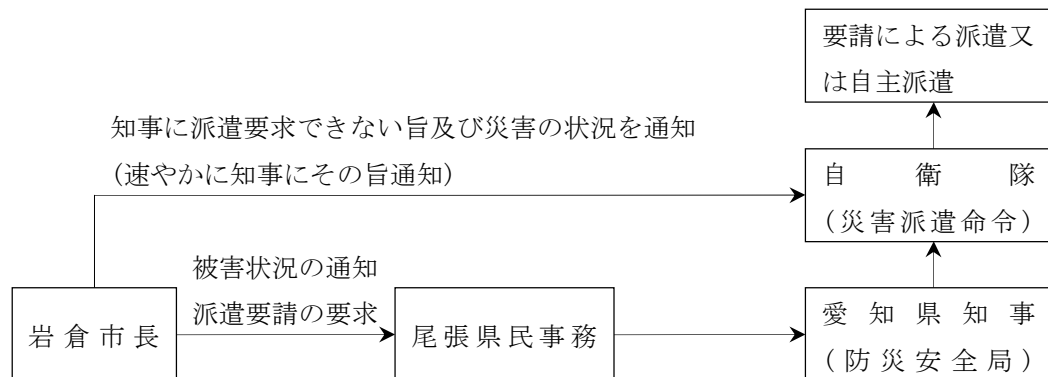 要請による派遣又
は自主派遣
知事に派遣要求できない旨及び災害の状況を通知
(速やかに知事にその旨通知)
自衛隊
(災害派遣命令)
被害状況の通知
派遣要請の要求
岩倉市長
尾張県民事務
愛知県知事
(防災安全局)